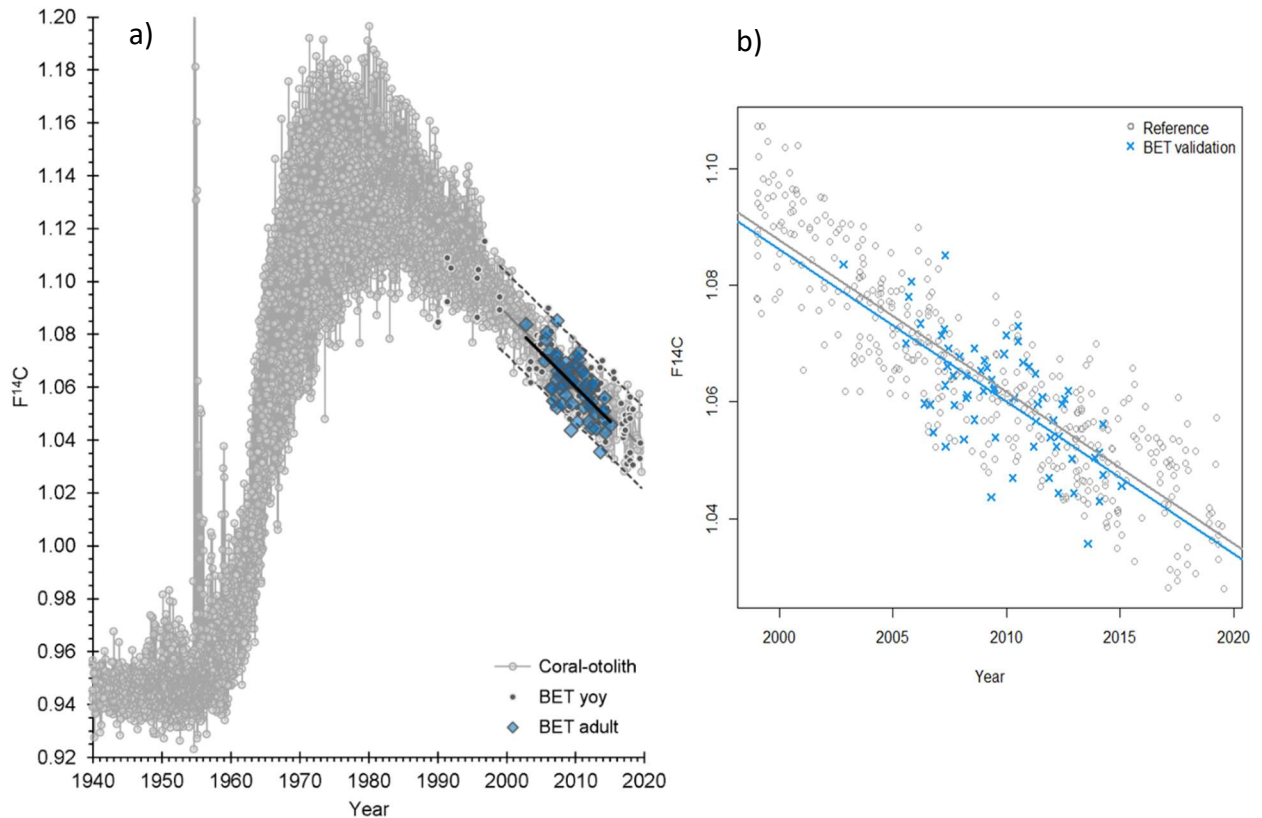 a)
1.20
1.18
1.16
1.14
1.12
1.10
1.08
1.06
1.04
1.02
1.00
0.98
0.96
0.94
0.92
F¹⁴C
1940 1950 1960 1970 1980 1990 2000 2010 2020
Year
Coral-otolith
BET yoy
BET adult
b)
Reference
BET validation
1.10
1.08
1.06
1.04
F14C
2000 2005 2010 2015 2020
Year